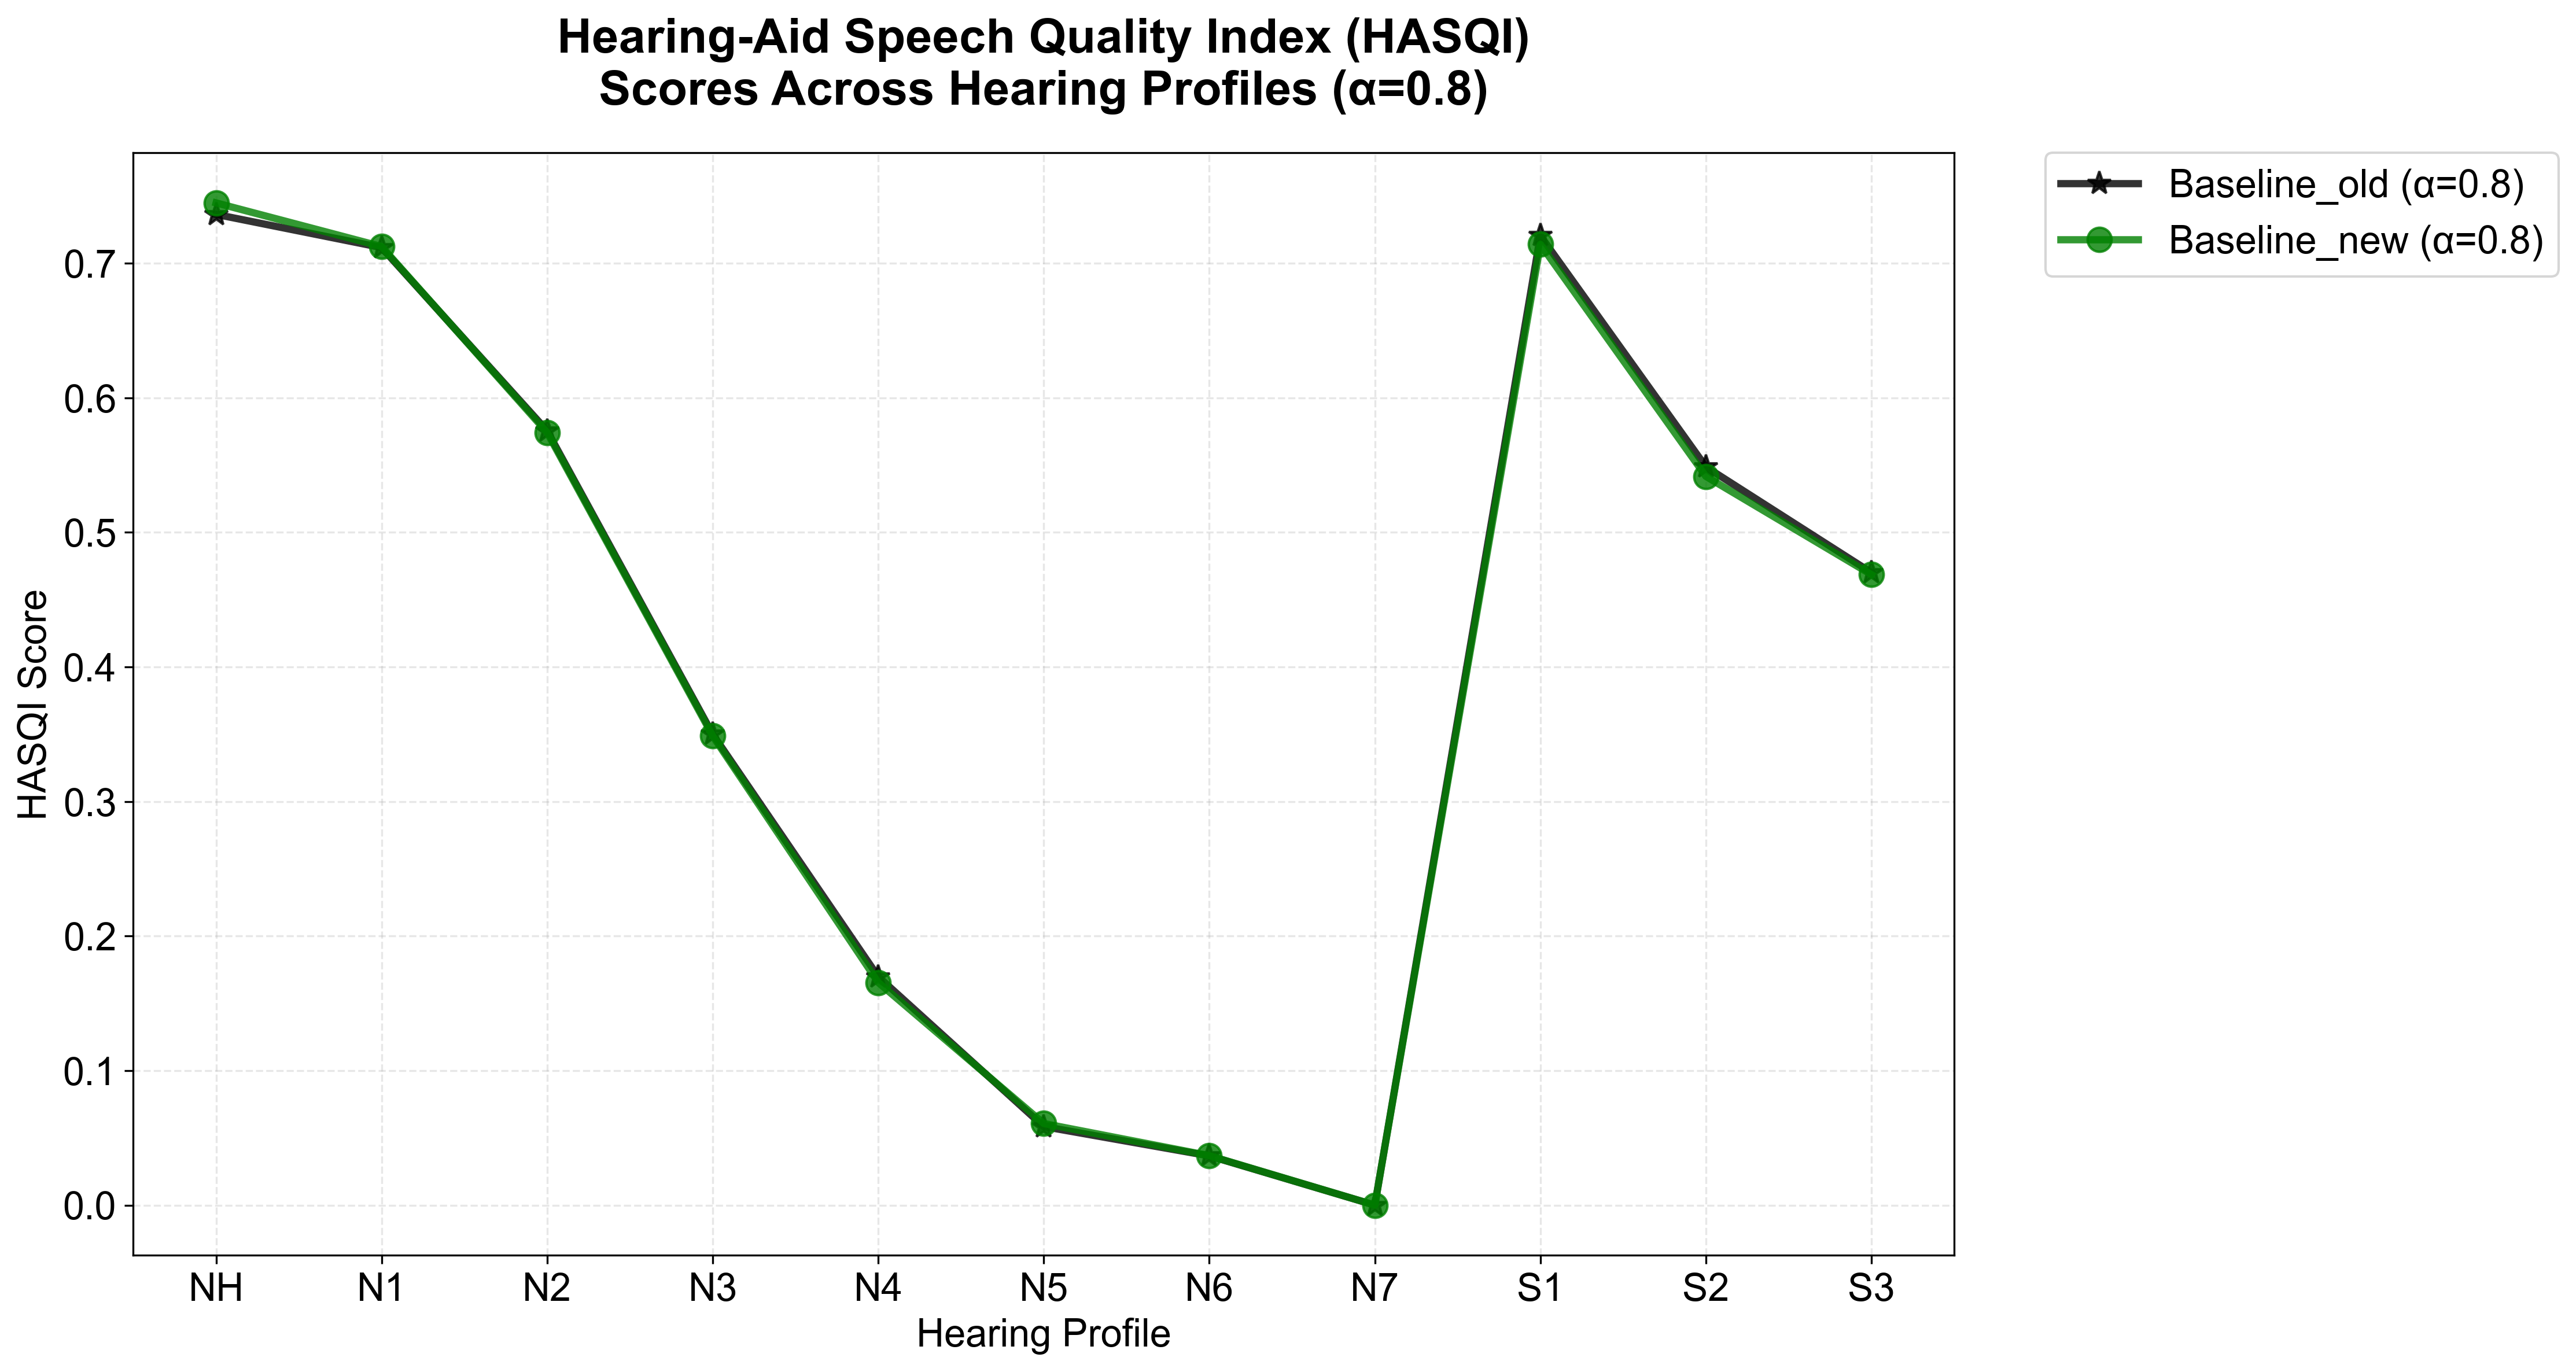 Hearing-Aid Speech Quality Index (HASQI)
Scores Across Hearing Profiles (α=0.8)
Baseline_old (α=0.8)
Baseline_new (α=0.8)
HASQI Score
0.7
0.6
0.5
0.4
0.3
0.2
0.1
0.0
NH N1 N2 N3 N4 N5 N6 N7 S1 S2 S3
Hearing Profile